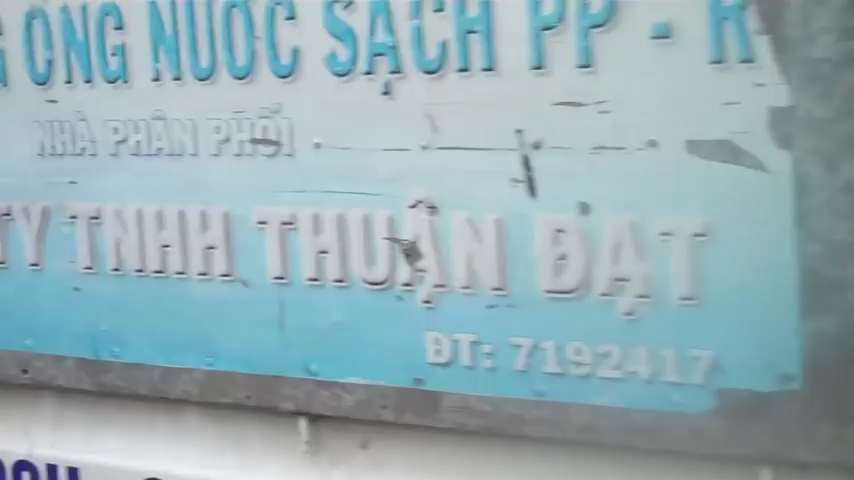 ỐNG NƯỚC SẠCH PP - R
NHÀ PHÂN PHỐI
TY TNHH THUẬN ĐẠT
ĐT: 7192417